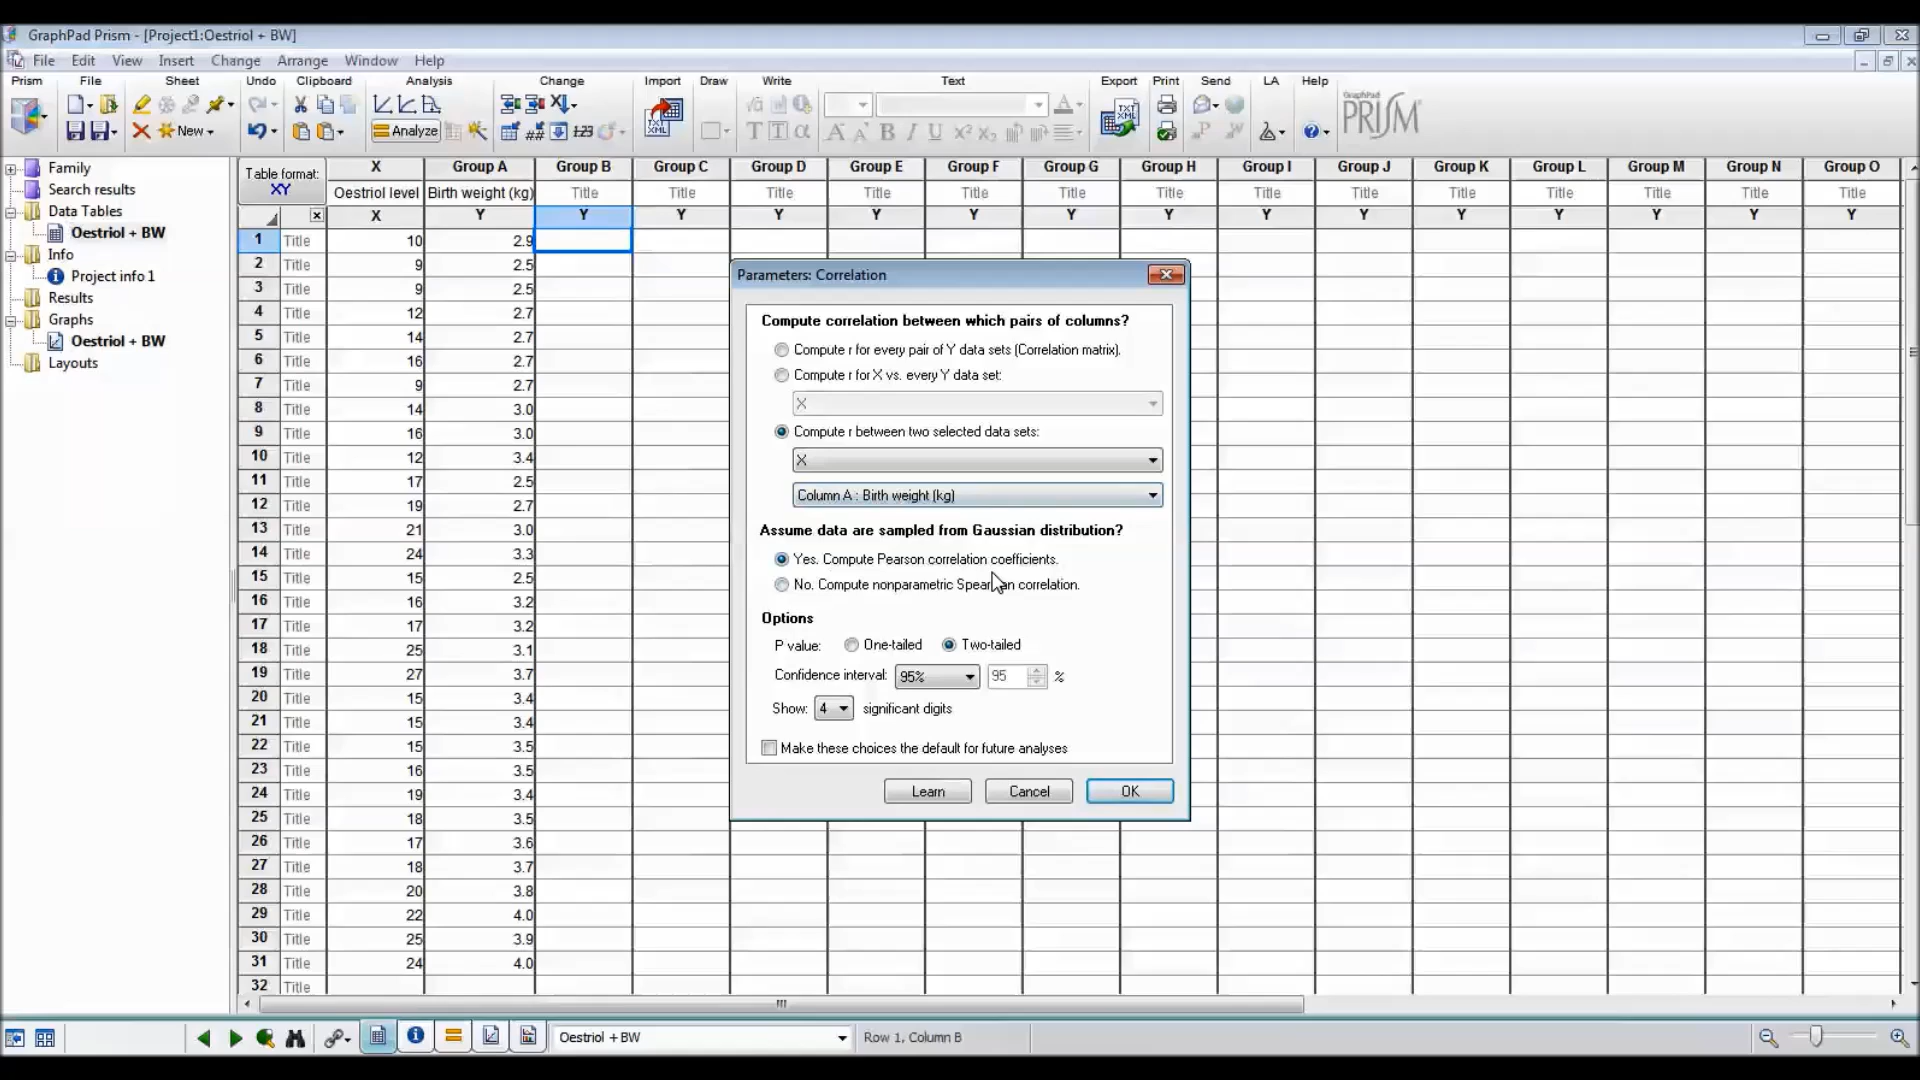 GraphPad Prism - [Project1:Oestriol + BW]
File Edit View Insert Change Arrange Window Help
Prism File Sheet Undo Clipboard Analysis Change Import Draw Write Text Export Print Send LA Help
New
Analyze
GraphPad
PRISM
Family
Search results
Data Tables
Oestriol + BW
Info
Project info 1
Results
Graphs
Oestriol + BW
Layouts
Table format:
XY
X Group A Group B Group C Group D Group E Group F Group G Group H Group I Group J Group K Group L Group M Group N Group O
Oestriol level Birth weight (kg) Title Title Title Title Title Title Title Title Title Title Title Title Title Title
X Y Y Y Y Y Y Y Y Y Y Y Y Y Y Y
1 Title 10 2.9
2 Title 9 2.5
3 Title 9 2.5
4 Title 12 2.7
5 Title 14 2.7
6 Title 16 2.7
7 Title 9 2.7
8 Title 14 3.0
9 Title 16 3.0
10 Title 12 3.4
11 Title 17 2.5
12 Title 19 2.7
13 Title 21 3.0
14 Title 24 3.3
15 Title 15 2.5
16 Title 16 3.2
17 Title 17 3.2
18 Title 25 3.1
19 Title 27 3.7
20 Title 15 3.4
21 Title 15 3.4
22 Title 15 3.5
23 Title 16 3.5
24 Title 19 3.4
25 Title 18 3.5
26 Title 17 3.6
27 Title 18 3.7
28 Title 20 3.8
29 Title 22 4.0
30 Title 25 3.9
31 Title 24 4.0
32 Title
Parameters: Correlation
Compute correlation between which pairs of columns?
Compute r for every pair of Y data sets (Correlation matrix).
Compute r for X vs. every Y data set:
X
Compute r between two selected data sets:
X
Column A : Birth weight (kg)
Assume data are sampled from Gaussian distribution?
Yes. Compute Pearson correlation coefficients.
No. Compute nonparametric Spearman correlation.
Options
P value: One-tailed Two-tailed
Confidence interval: 95% 95 %
Show: 4 significant digits
Make these choices the default for future analyses
Learn Cancel OK
Oestriol + BW Row 1, Column B